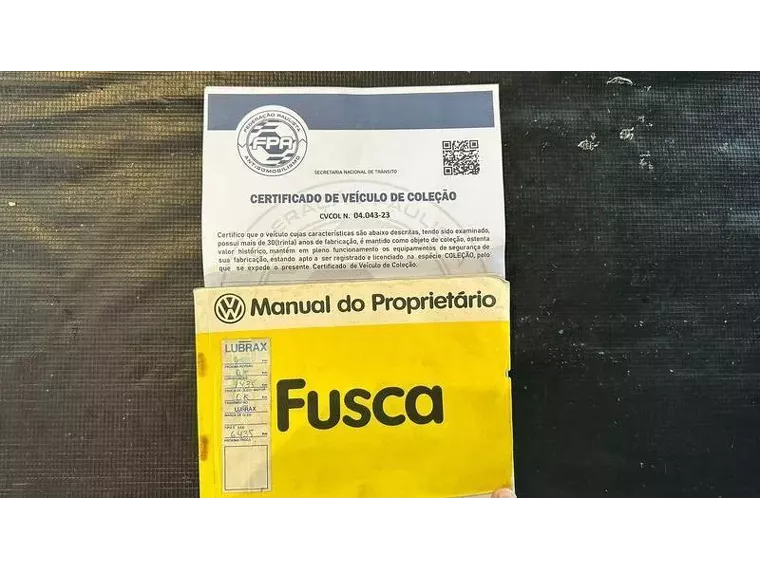 FEDERAÇÃO PAULISTA
FPA
ANTIGOMOBILISMO
SECRETARIA NACIONAL DE TRÂNSITO
CERTIFICADO DE VEÍCULO DE COLEÇÃO
CVCOL N. 04.043-23
Certifico que o veículo cujas características são abaixo descritas, tendo sido examinado,
possui mais de 30(trinta) anos de fabricação, é mantido como objeto de coleção, ostenta
valor histórico, mantém em pleno funcionamento os equipamentos de segurança de
sua fabricação, estando apto a ser registrado e licenciado na espécie COLEÇÃO, pelo
que se expede o presente Certificado de Veículo de Coleção.
Manual do Proprietário
LUBRAX
Fusca
LUBRAX
6435